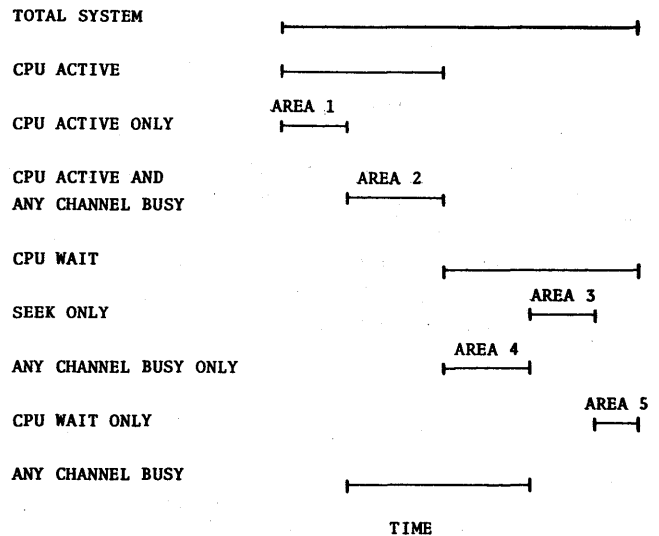 TOTAL SYSTEM
CPU ACTIVE
AREA 1
CPU ACTIVE ONLY
CPU ACTIVE AND
ANY CHANNEL BUSY
AREA 2
CPU WAIT
AREA 3
SEEK ONLY
AREA 4
ANY CHANNEL BUSY ONLY
AREA 5
CPU WAIT ONLY
ANY CHANNEL BUSY
TIME